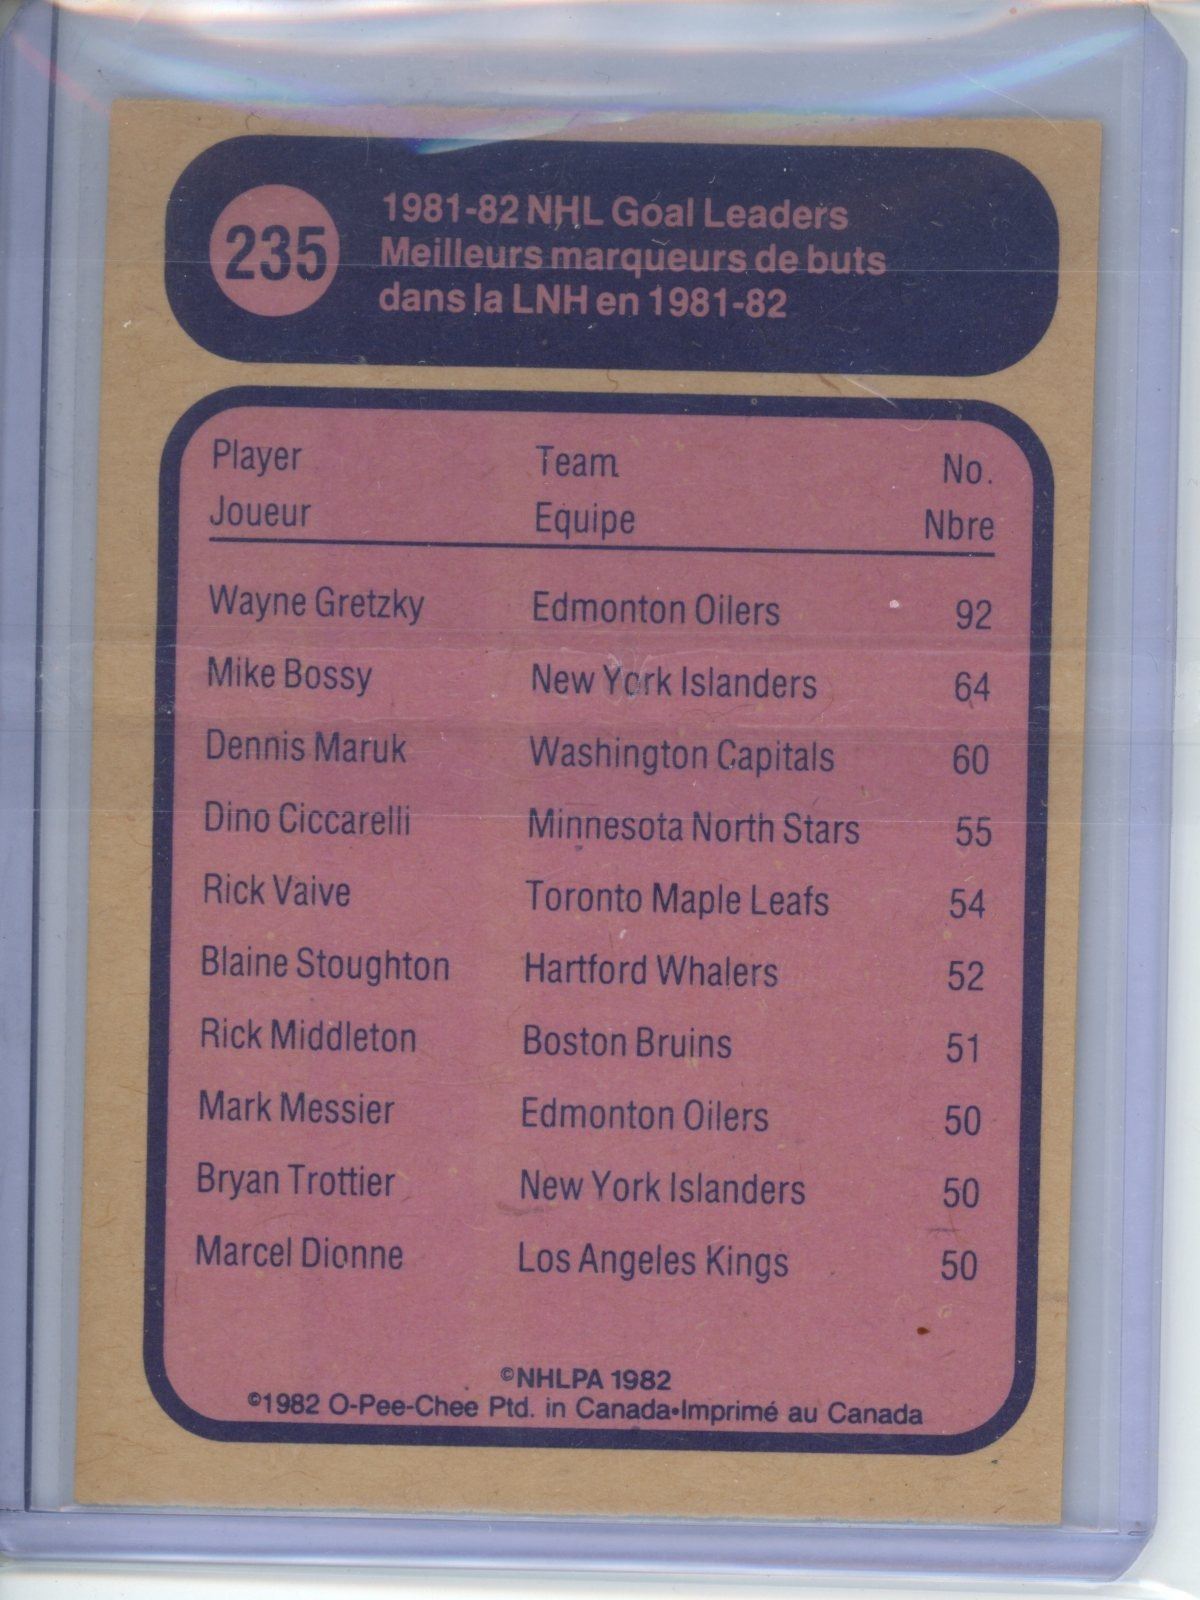 235
1981-82 NHL Goal Leaders
Meilleurs marqueurs de buts
dans la LNH en 1981-82
Player Team No.
Joueur Equipe Nbre
Wayne Gretzky Edmonton Oilers 92
Mike Bossy New York Islanders 64
Dennis Maruk Washington Capitals 60
Dino Ciccarelli Minnesota North Stars 55
Rick Vaive Toronto Maple Leafs 54
Blaine Stoughton Hartford Whalers 52
Rick Middleton Boston Bruins 51
Mark Messier Edmonton Oilers 50
Bryan Trottier New York Islanders 50
Marcel Dionne Los Angeles Kings 50
©NHLPA 1982
©1982 O-Pee-Chee Ptd. in Canada•Imprimé au Canada